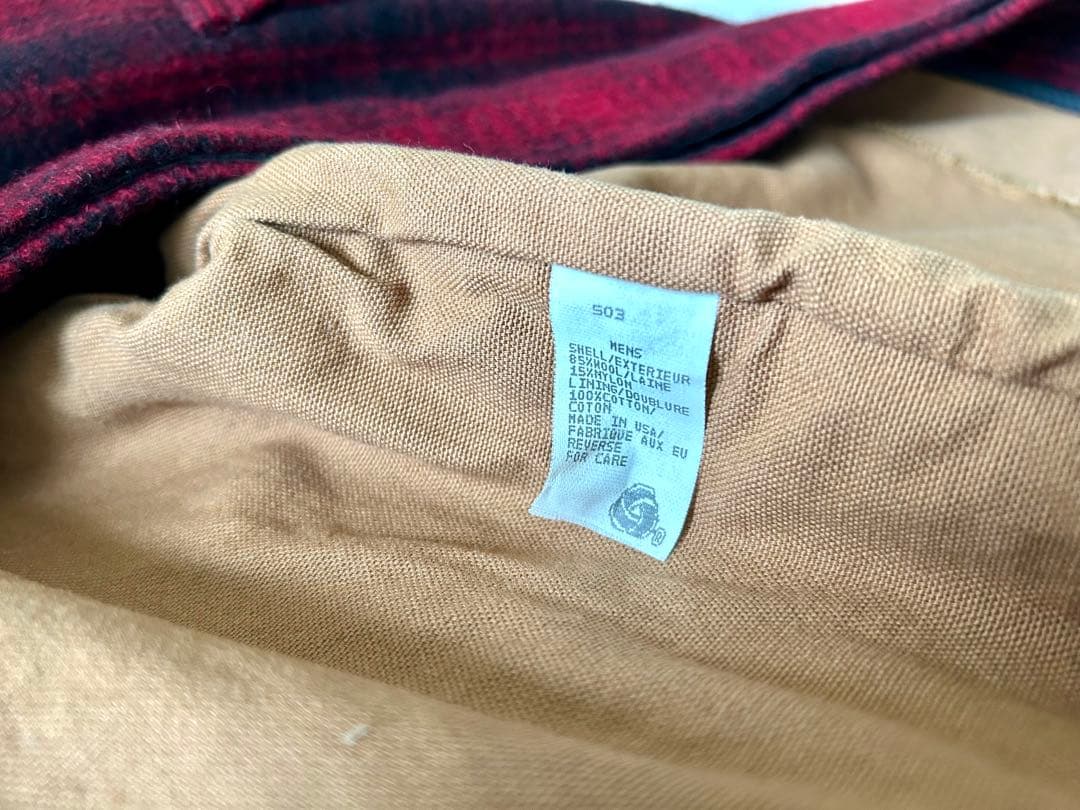 503
MENS
SHELL/EXTERIEUR
85%WOOL/LAINE
15%NYLON
LINING/DOUBLURE
100%COTTON/
COTON
MADE IN USA/
FABRIQUE AUX EU
REVERSE
FOR CARE
®